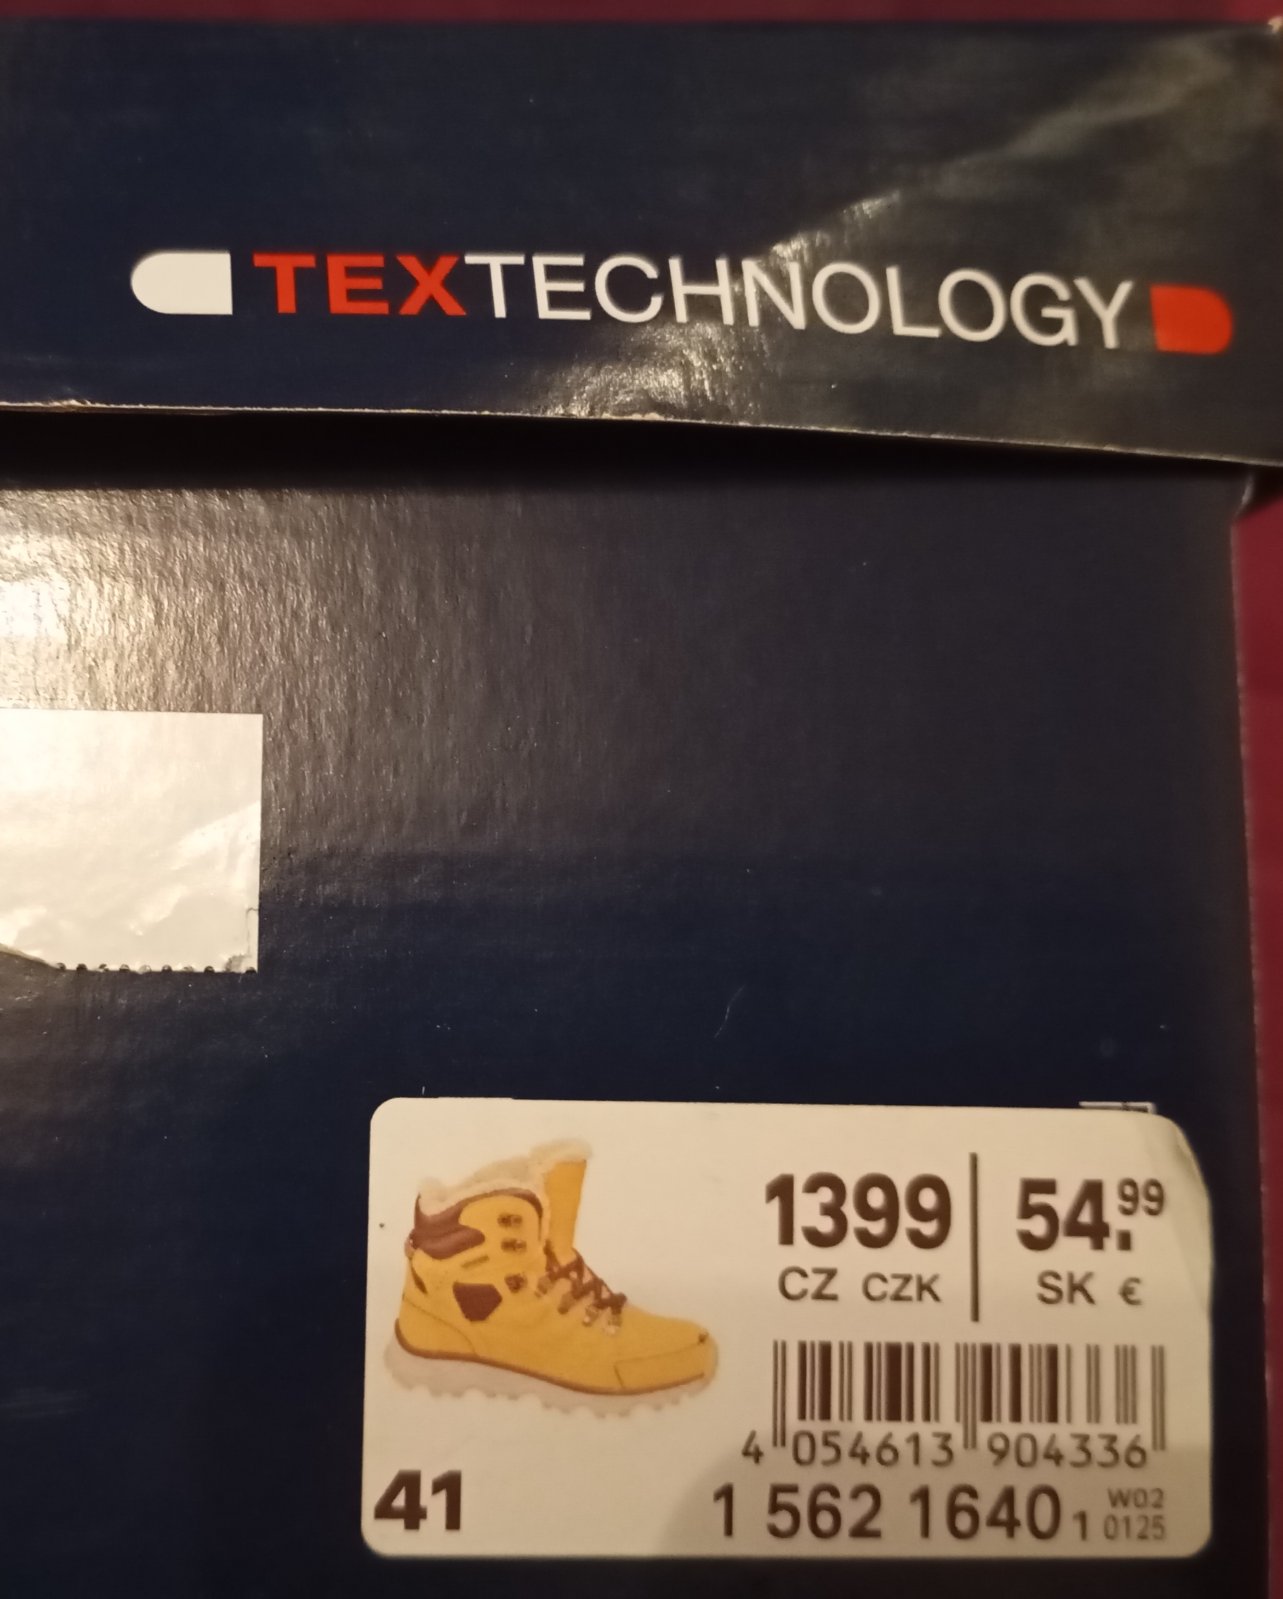 TEXTECHNOLOGY
1399 54.99
CZ CZK SK €
4 054613 904336
41
1 562 1640 1 W02
0125